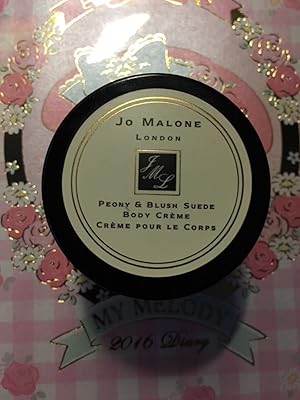 Jo Malone
London
JML
Peony & Blush Suede
Body Crème
Crème pour le Corps
MY MELODY
2016 Diary